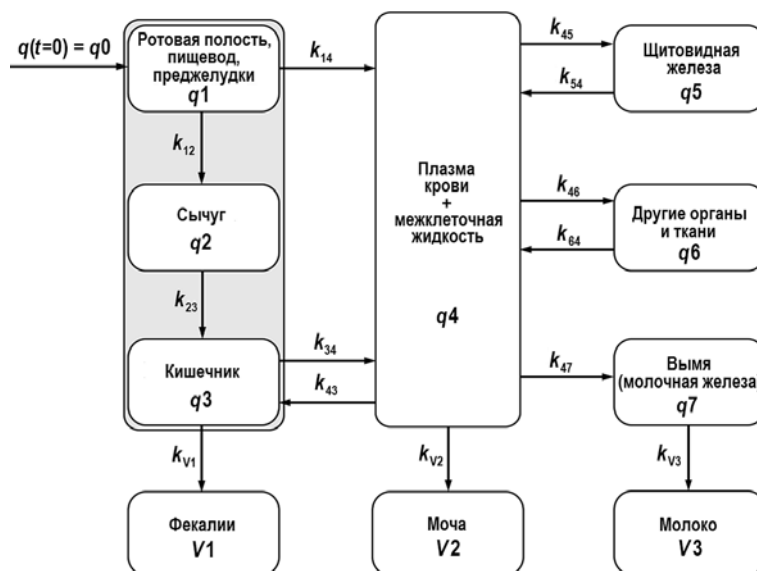 q(t=0) = q0
Ротовая полость,
пищевод,
преджелудки
q1
k14
k12
Сычуг
q2
k23
Кишечник
q3
k34
k43
kV1
Фекалии
V1
Плазма
крови
+
межклеточная
жидкость
q4
kV2
Моча
V2
k45
k54
Щитовидная
железа
q5
k46
k64
Другие органы
и ткани
q6
k47
Вымя
(молочная железа)
q7
kV3
Молоко
V3